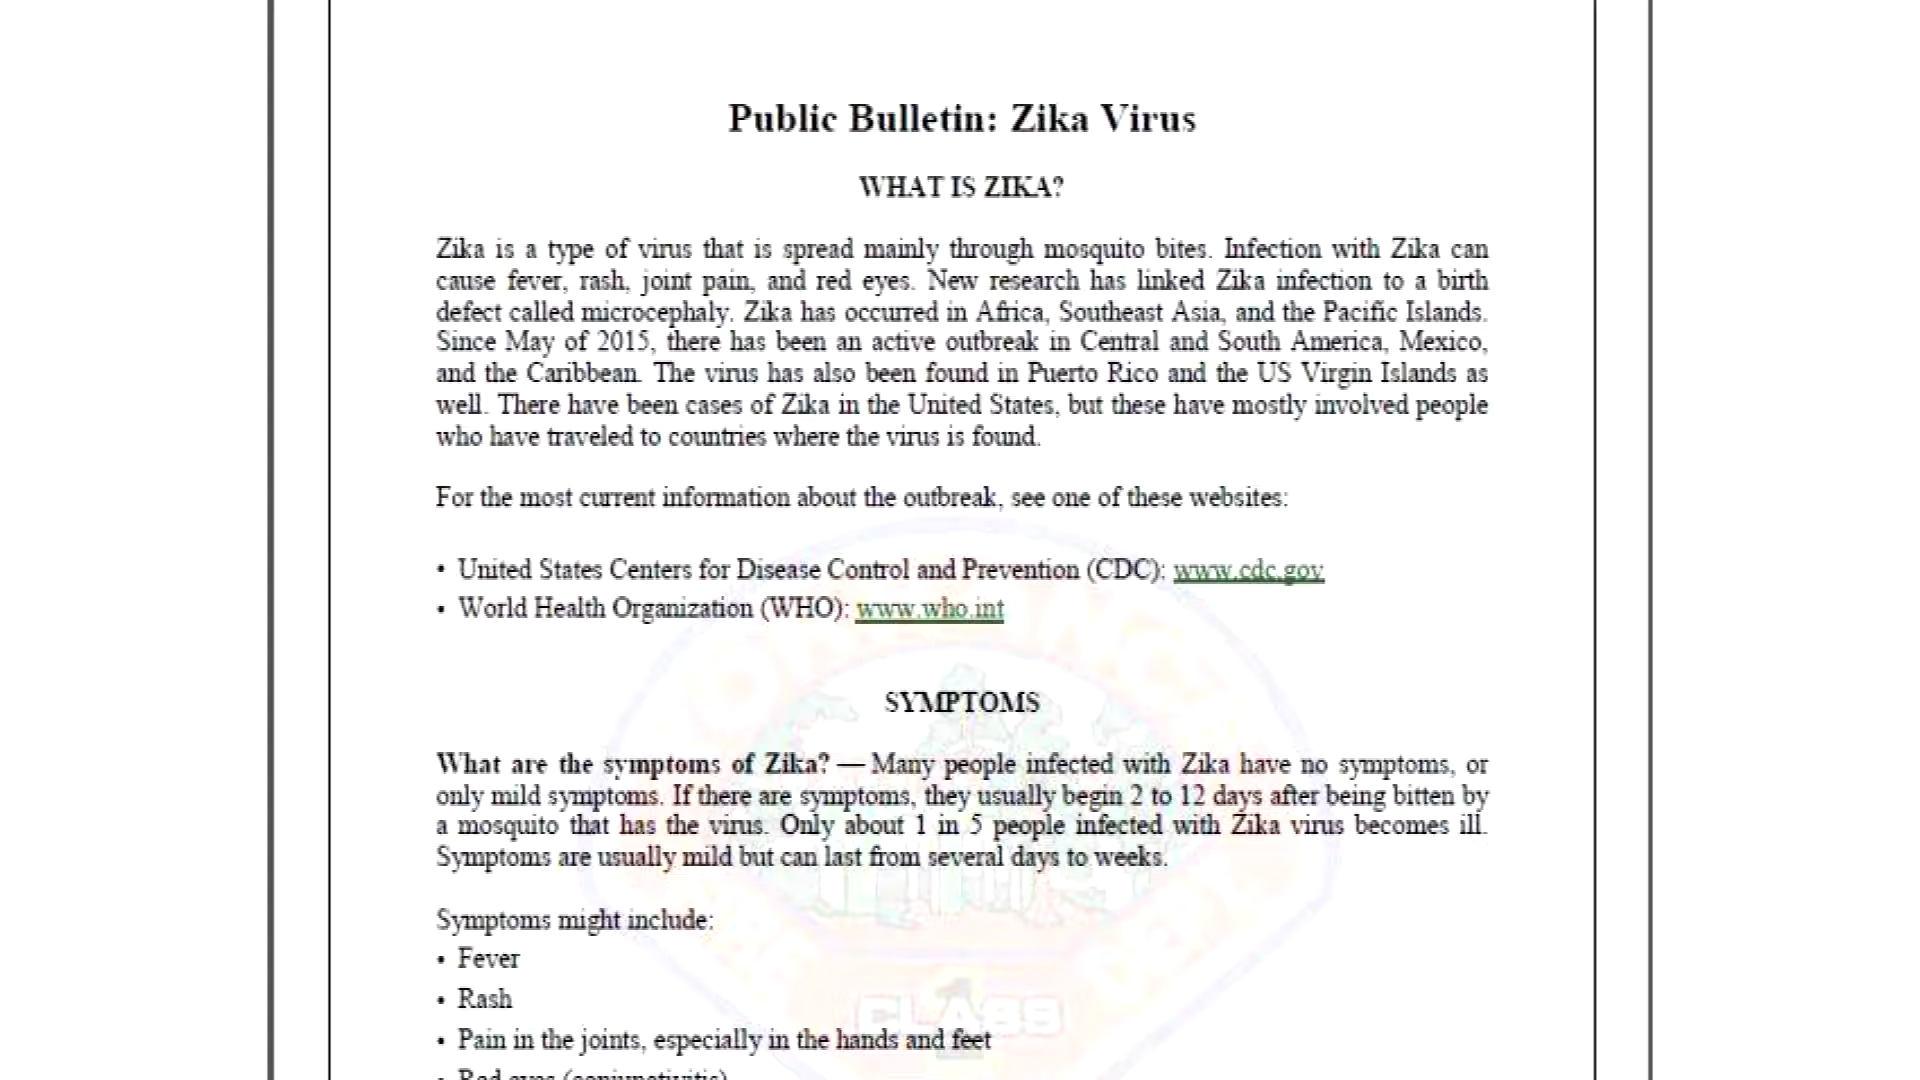 Public Bulletin: Zika Virus
WHAT IS ZIKA?
Zika is a type of virus that is spread mainly through mosquito bites. Infection with Zika can
cause fever, rash, joint pain, and red eyes. New research has linked Zika infection to a birth
defect called microcephaly. Zika has occurred in Africa, Southeast Asia, and the Pacific Islands.
Since May of 2015, there has been an active outbreak in Central and South America, Mexico,
and the Caribbean. The virus has also been found in Puerto Rico and the US Virgin Islands as
well. There have been cases of Zika in the United States, but these have mostly involved people
who have traveled to countries where the virus is found.
For the most current information about the outbreak, see one of these websites:
• United States Centers for Disease Control and Prevention (CDC): www.cdc.gov
• World Health Organization (WHO): www.who.int
SYMPTOMS
What are the symptoms of Zika? — Many people infected with Zika have no symptoms, or
only mild symptoms. If there are symptoms, they usually begin 2 to 12 days after being bitten by
a mosquito that has the virus. Only about 1 in 5 people infected with Zika virus becomes ill.
Symptoms are usually mild but can last from several days to weeks.
Symptoms might include:
• Fever
• Rash
CLASS 1
• Pain in the joints, especially in the hands and feet
• Red eyes (conjunctivitis)